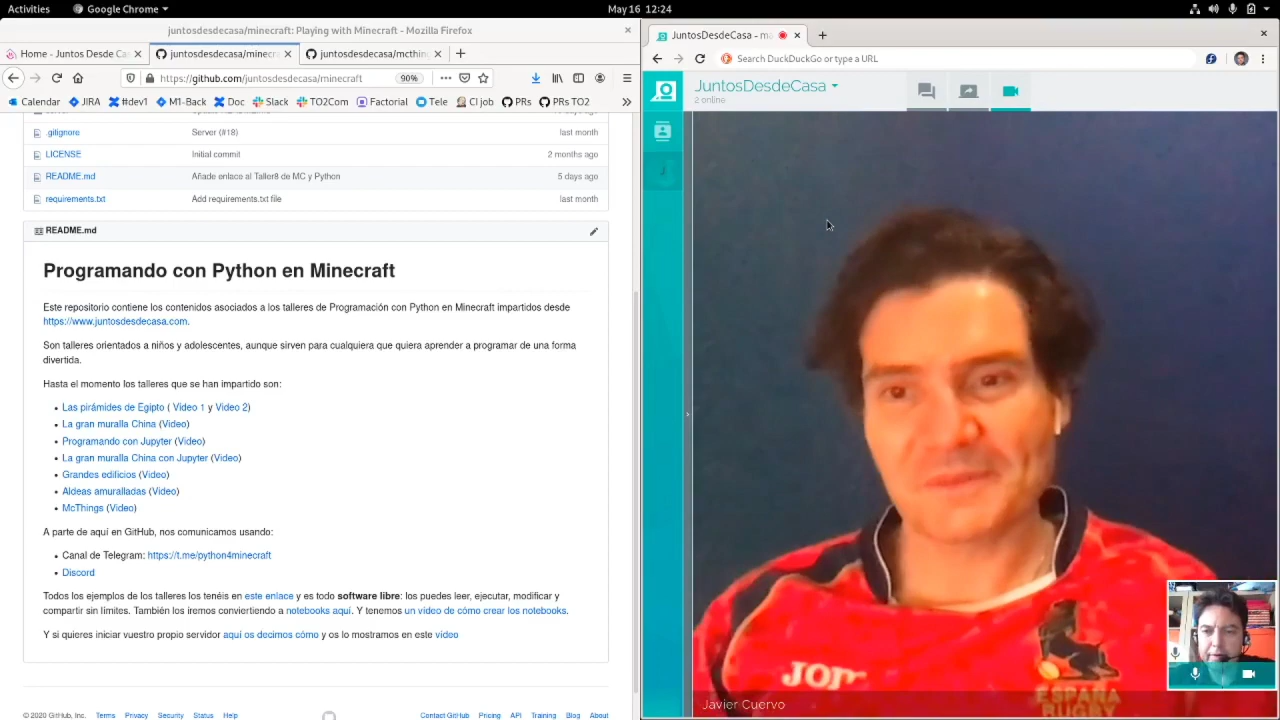 Activities
Google Chrome
May 16 12:24
juntosdesdecasa/minecraft: Playing with Minecraft - Mozilla Firefox
Home - Juntos Desde Cas
juntosdesdecasa/minecra
juntosdesdecasa/mcthin
https://github.com/juntosdesdecasa/minecraft
90%
Calendar
JIRA
#dev1
M1-Back
Doc
Slack
TO2Com
Factorial
Tele
CI job
PRs
PRs TO2
.gitignore
Server (#18)
last month
LICENSE
Initial commit
2 months ago
README.md
Añade enlace al Taller8 de MC y Python
5 days ago
requirements.txt
Add requirements.txt file
last month
README.md
Programando con Python en Minecraft
Este repositorio contiene los contenidos asociados a los talleres de Programación con Python en Minecraft impartidos desde
https://www.juntosdesdecasa.com.
Son talleres orientados a niños y adolescentes, aunque sirven para cualquiera que quiera aprender a programar de una forma
divertida.
Hasta el momento los talleres que se han impartido son:
Las pirámides de Egipto ( Video 1 y Video 2)
La gran muralla China (Video)
Programando con Jupyter (Video)
La gran muralla China con Jupyter (Video)
Grandes edificios (Video)
Aldeas amuralladas (Video)
McThings (Video)
A parte de aquí en GitHub, nos comunicamos usando:
Canal de Telegram: https://t.me/python4minecraft
Discord
Todos los ejemplos de los talleres los tenéis en este enlace y es todo software libre: los puedes leer, ejecutar, modificar y
compartir sin límites. También los iremos conviertiendo a notebooks aquí. Y tenemos un vídeo de cómo crear los notebooks.
Y si quieres iniciar vuestro propio servidor aquí os decimos cómo y os lo mostramos en este vídeo
© 2020 GitHub, Inc.
Terms
Privacy
Security
Status
Help
Contact GitHub
Pricing
API
Training
Blog
About
JuntosDesdeCasa - ma
Search DuckDuckGo or type a URL
JuntosDesdeCasa
2 online
J
JOMA
ESPAÑA
RUGBY
Javier Cuervo